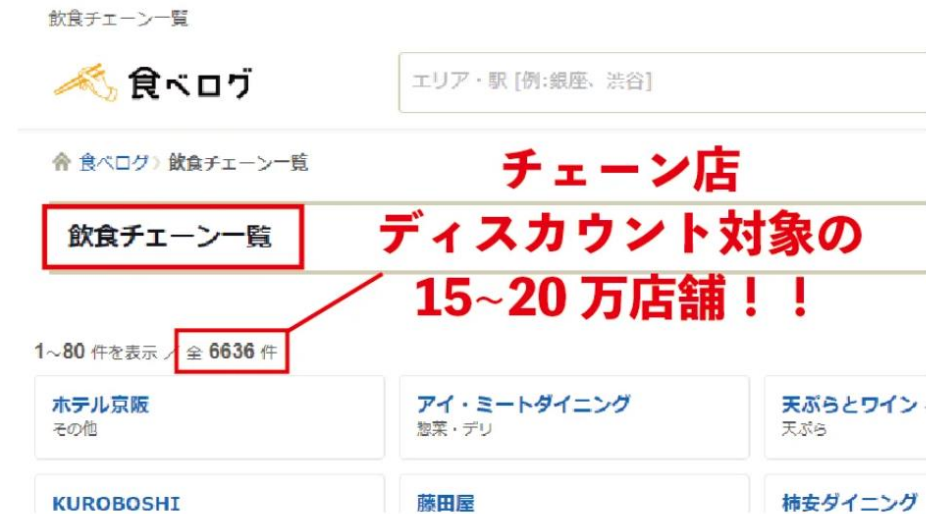 飲食チェーン一覧
食べログ
エリア・駅 [例:銀座、渋谷]
食べログ 〉 飲食チェーン一覧
チェーン店
飲食チェーン一覧
ディスカウント対象の
15~20 万店舗！！
1～80 件を表示 ／ 全 6636 件
ホテル京阪
その他
アイ・ミートダイニング
惣菜・デリ
天ぷらとワイン
天ぷら
KUROBOSHI
藤田屋
柿安ダイニング